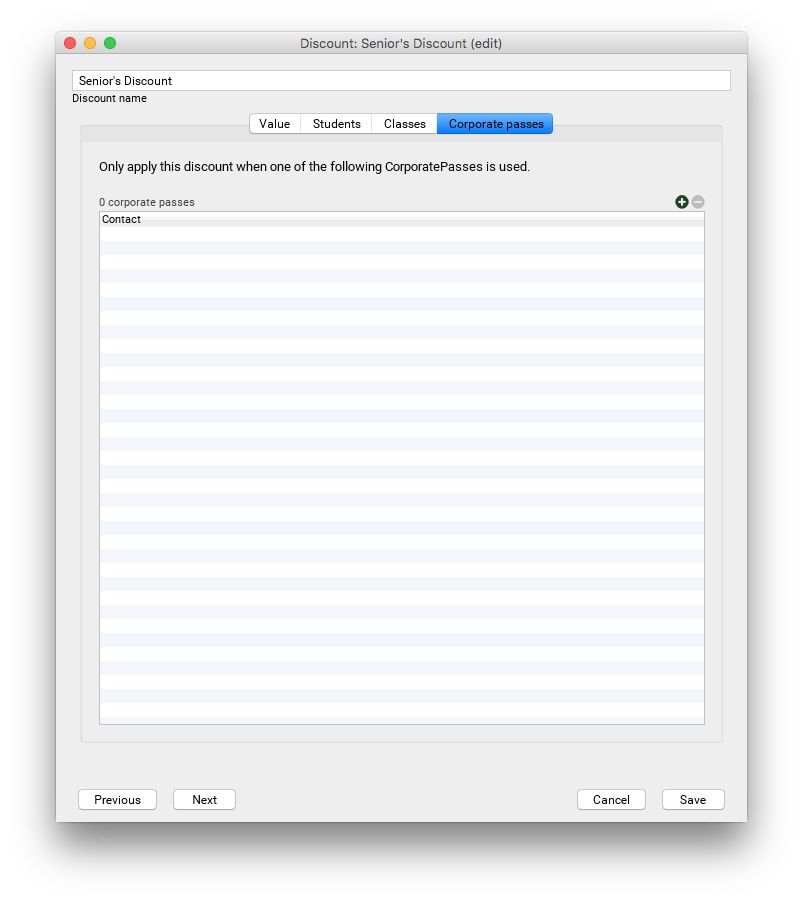 Discount: Senior's Discount (edit)
Senior's Discount
Discount name
Value Students Classes Corporate passes
Only apply this discount when one of the following CorporatePasses is used.
0 corporate passes
Contact
Previous Next Cancel Save